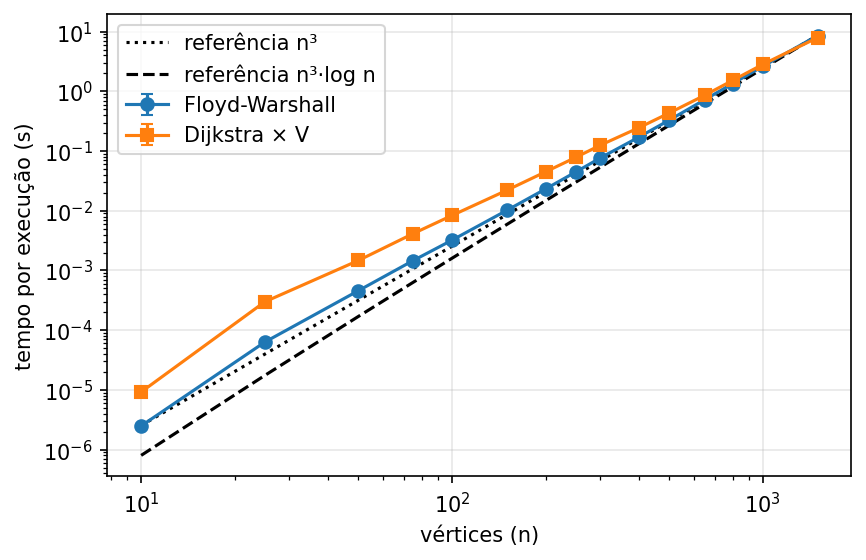 referência n³
referência n³·log n
Floyd-Warshall
Dijkstra × V
tempo por execução (s)
10¹
10⁰
10⁻¹
10⁻²
10⁻³
10⁻⁴
10⁻⁵
10⁻⁶
10¹ 10² 10³
vértices (n)